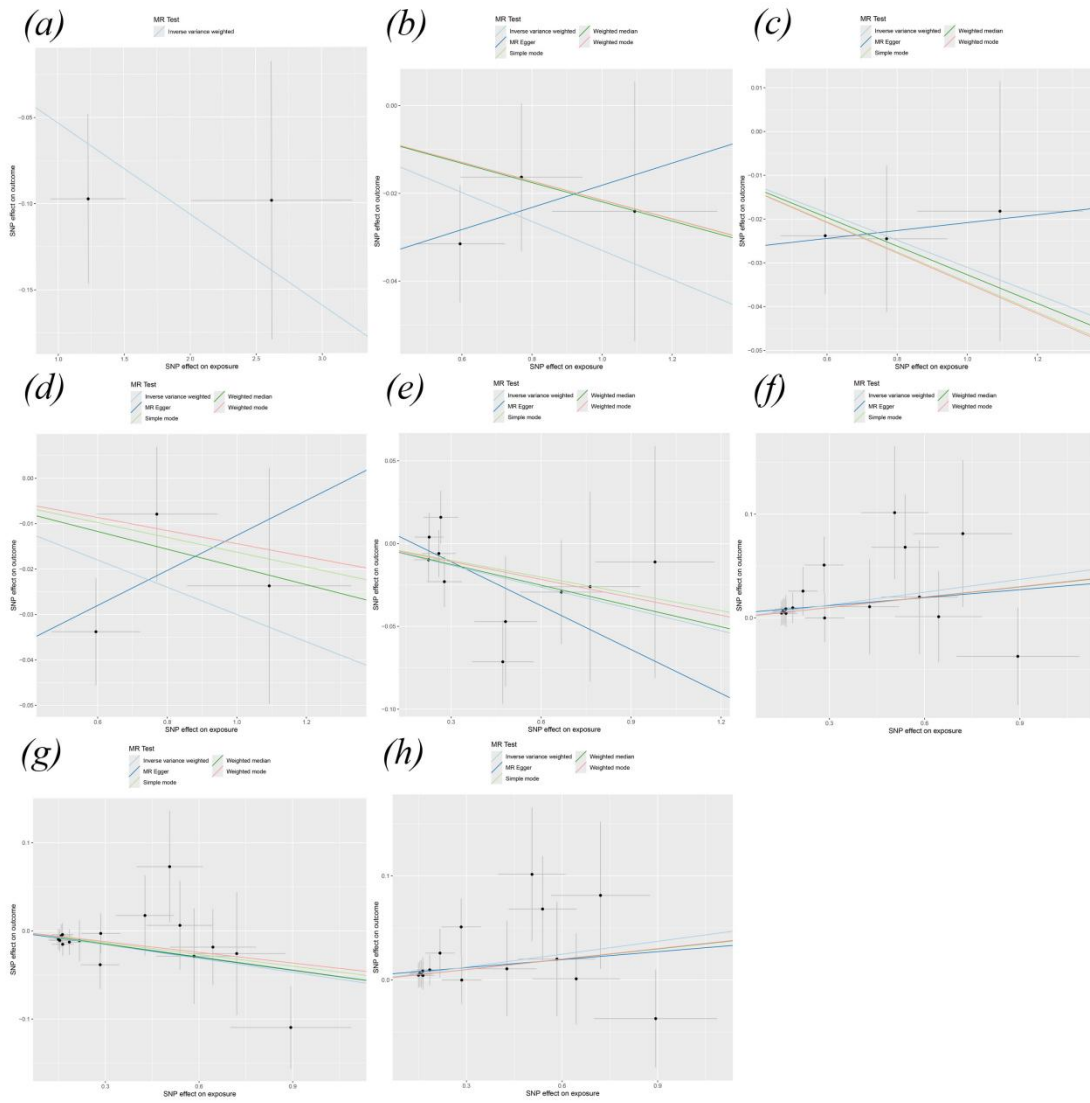 (a)
MR Test
Inverse variance weighted
−0.05
−0.10
−0.15
SNP effect on outcome
1.0 1.5 2.0 2.5 3.0
SNP effect on exposure
(b)
MR Test
Inverse variance weighted Weighted median
MR Egger Weighted mode
Simple mode
0.00
−0.02
−0.04
SNP effect on outcome
0.6 0.8 1.0 1.2
SNP effect on exposure
(c)
MR Test
Inverse variance weighted Weighted median
MR Egger Weighted mode
Simple mode
0.01
0.00
−0.01
−0.02
−0.03
−0.04
−0.05
SNP effect on outcome
0.6 0.8 1.0 1.2
SNP effect on exposure
(d)
MR Test
Inverse variance weighted Weighted median
MR Egger Weighted mode
Simple mode
0.00
−0.01
−0.02
−0.03
−0.04
−0.05
SNP effect on outcome
0.6 0.8 1.0 1.2
SNP effect on exposure
(e)
MR Test
Inverse variance weighted Weighted median
MR Egger Weighted mode
Simple mode
0.05
0.00
−0.05
−0.10
SNP effect on outcome
0.3 0.6 0.9 1.2
SNP effect on exposure
(f)
MR Test
Inverse variance weighted Weighted median
MR Egger Weighted mode
Simple mode
0.1
0.0
SNP effect on outcome
0.3 0.6 0.9
SNP effect on exposure
(g)
MR Test
Inverse variance weighted Weighted median
MR Egger Weighted mode
Simple mode
0.1
0.0
−0.1
SNP effect on outcome
0.3 0.6 0.9
SNP effect on exposure
(h)
MR Test
Inverse variance weighted Weighted median
MR Egger Weighted mode
Simple mode
0.1
0.0
SNP effect on outcome
0.3 0.6 0.9
SNP effect on exposure